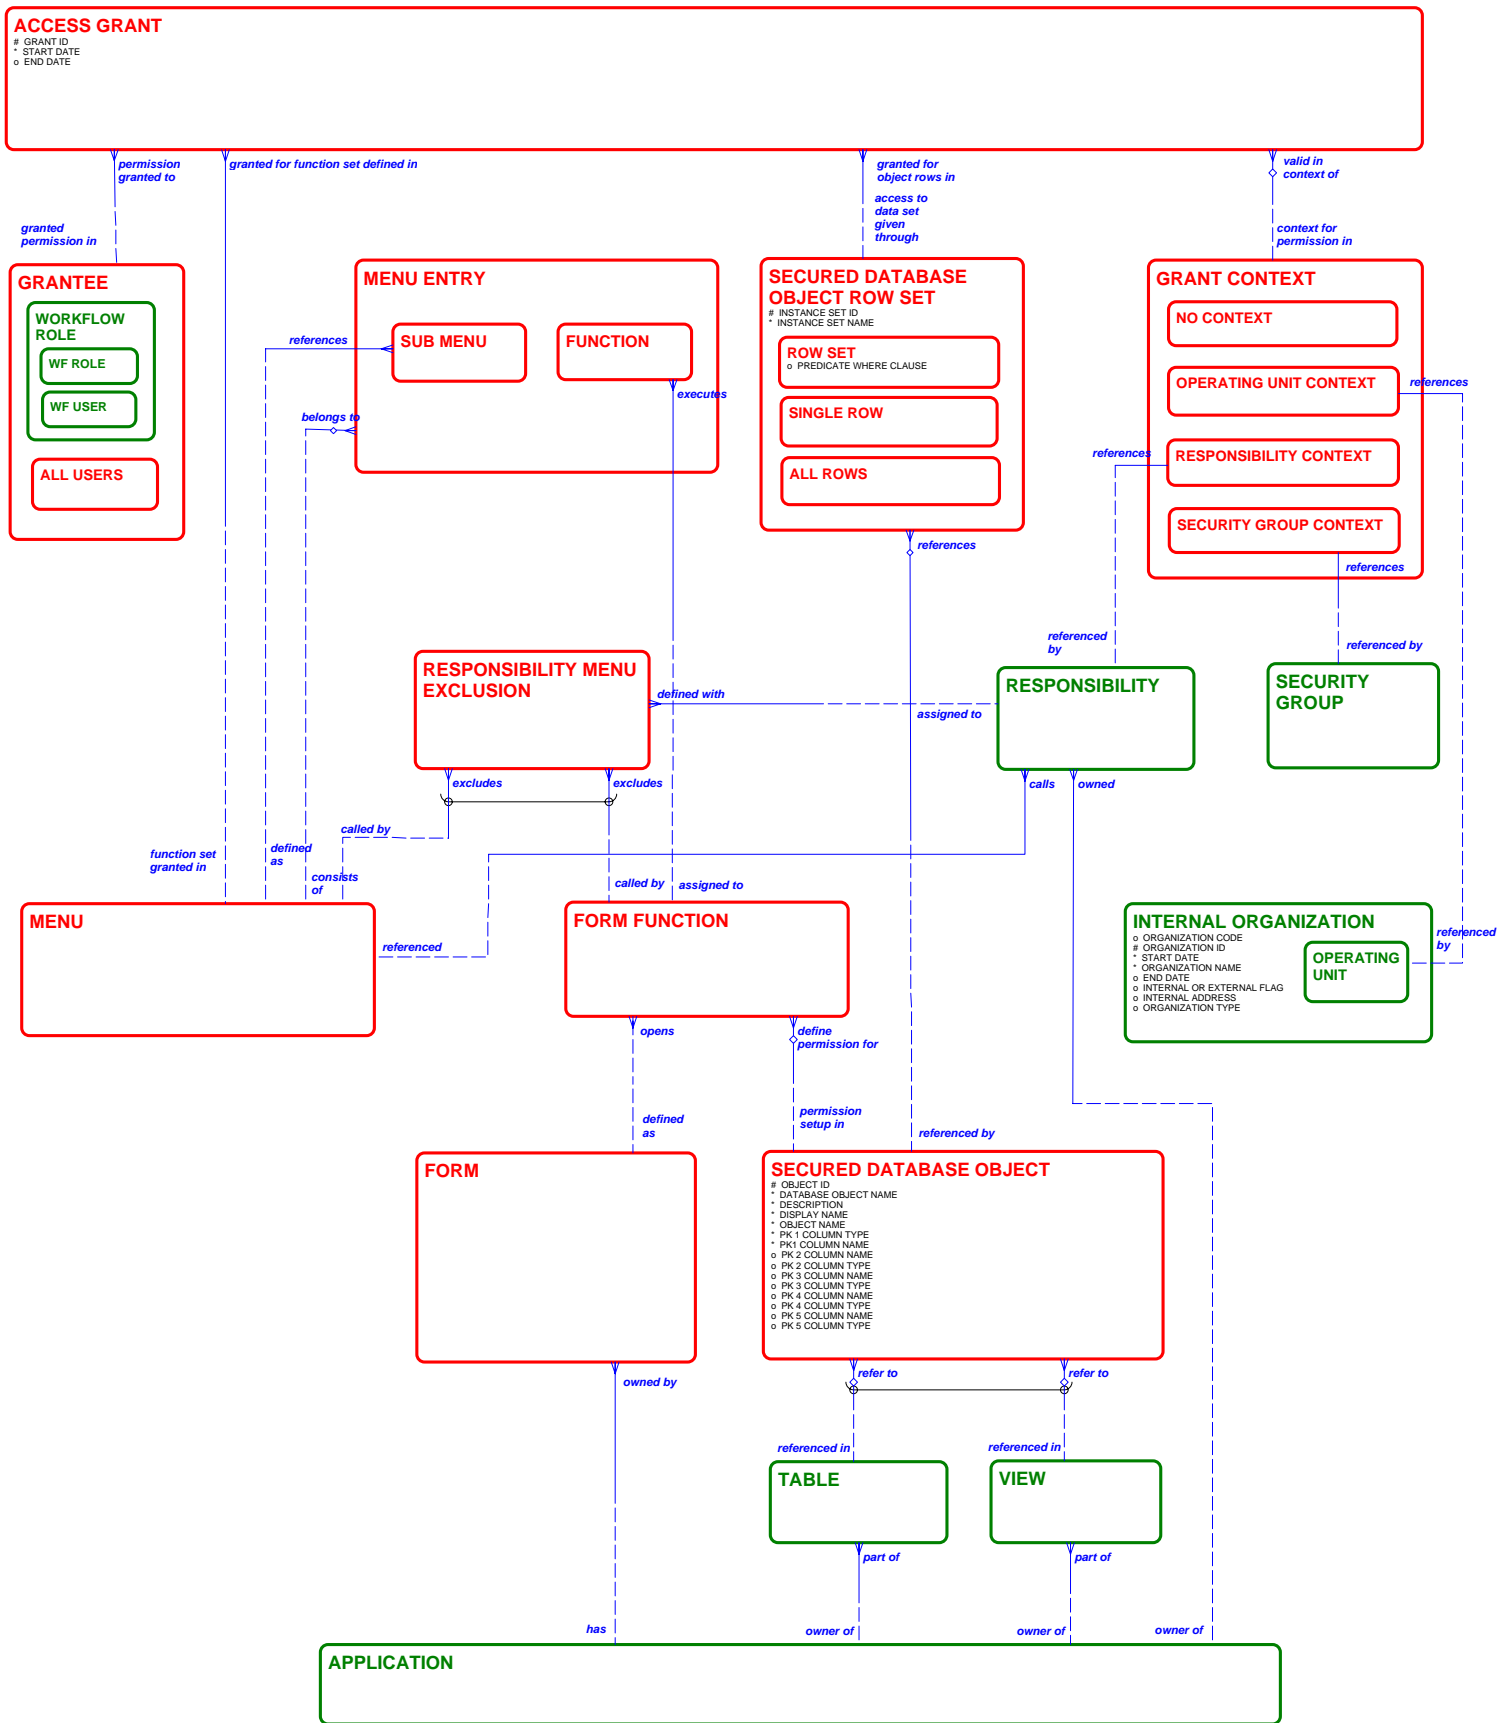 ACCESS GRANT
# GRANT ID
* START DATE
o END DATE
permission
granted to
granted for function set defined in
granted for
object rows in
valid in
context of
access to
data set
given
through
granted
permission in
context for
permission in
GRANTEE
WORKFLOW
ROLE
WF ROLE
WF USER
ALL USERS
MENU ENTRY
SUB MENU
FUNCTION
references
belongs to
executes
SECURED DATABASE
OBJECT ROW SET
# INSTANCE SET ID
* INSTANCE SET NAME
ROW SET
o PREDICATE WHERE CLAUSE
SINGLE ROW
ALL ROWS
references
GRANT CONTEXT
NO CONTEXT
OPERATING UNIT CONTEXT
references
RESPONSIBILITY CONTEXT
references
SECURITY GROUP CONTEXT
references
referenced
by
referenced by
RESPONSIBILITY MENU
EXCLUSION
defined with
assigned to
RESPONSIBILITY
SECURITY
GROUP
excludes
excludes
calls
owned
called by
function set
granted in
defined
as
consists
of
called by
assigned to
MENU
referenced
FORM FUNCTION
INTERNAL ORGANIZATION
o ORGANIZATION CODE
# ORGANIZATION ID
* START DATE
* ORGANIZATION NAME
o END DATE
o INTERNAL OR EXTERNAL FLAG
o INTERNAL ADDRESS
o ORGANIZATION TYPE
OPERATING
UNIT
referenced
by
opens
define
permission for
defined
as
permission
setup in
referenced by
FORM
SECURED DATABASE OBJECT
# OBJECT ID
* DATABASE OBJECT NAME
* DESCRIPTION
* DISPLAY NAME
* OBJECT NAME
* PK 1 COLUMN TYPE
* PK1 COLUMN NAME
o PK 2 COLUMN NAME
o PK 2 COLUMN TYPE
o PK 3 COLUMN NAME
o PK 3 COLUMN TYPE
o PK 4 COLUMN NAME
o PK 4 COLUMN TYPE
o PK 5 COLUMN NAME
o PK 5 COLUMN TYPE
owned by
refer to
refer to
referenced in
referenced in
TABLE
VIEW
part of
part of
has
owner of
owner of
owner of
APPLICATION